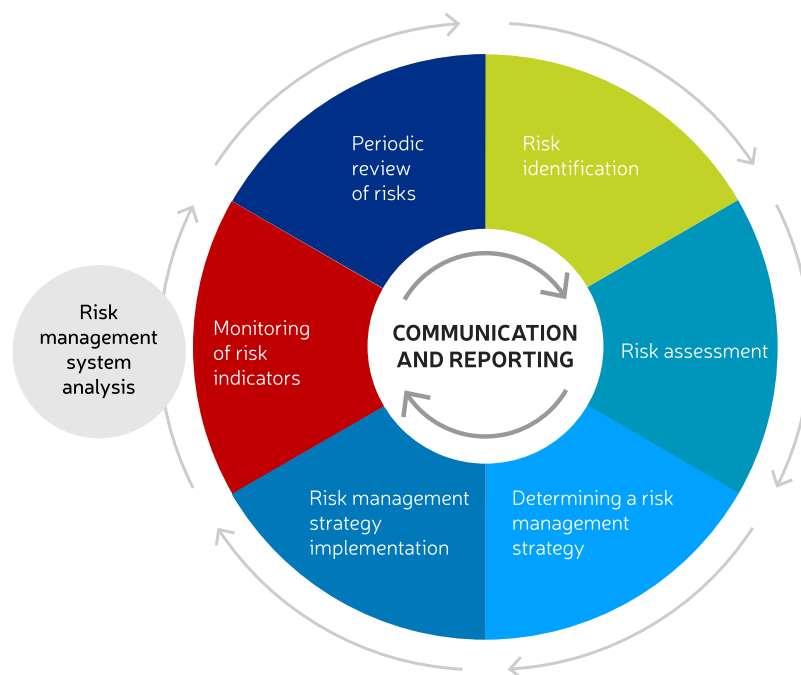 Periodic
review
of risks
Risk
identification
Risk assessment
Determining a risk
management
strategy
Risk management
strategy
implementation
Monitoring
of risk
indicators
Risk
management
system
analysis
COMMUNICATION
AND REPORTING